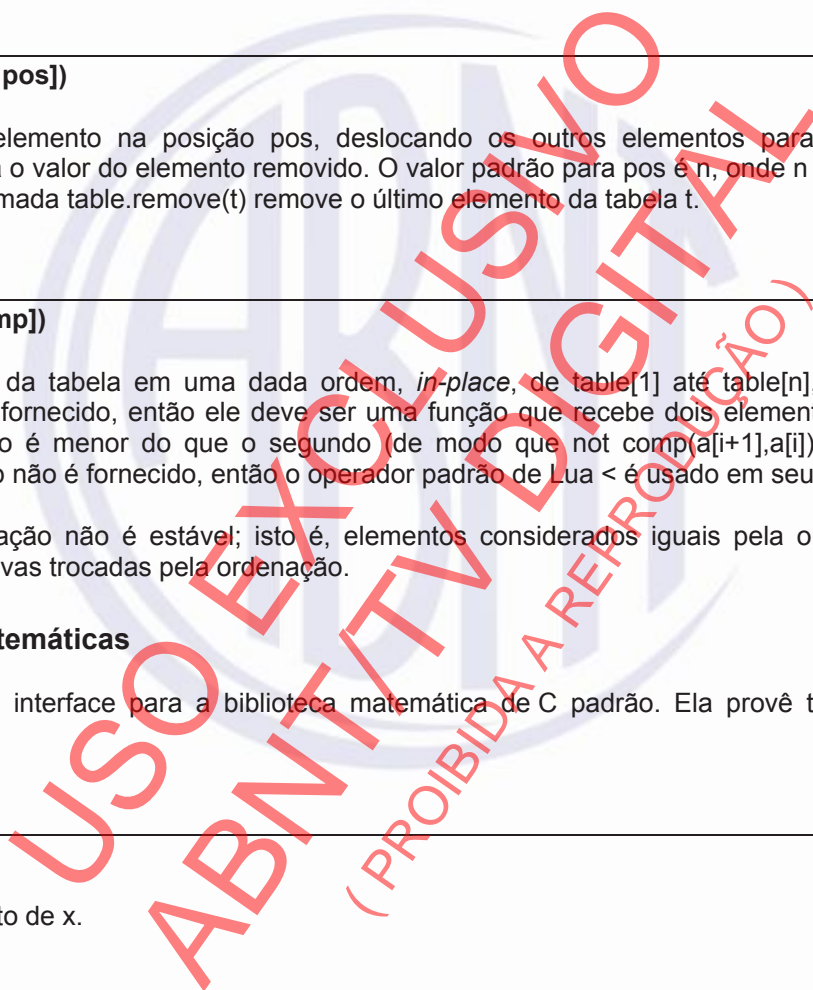 pos])
elemento na posição pos, deslocando os outros elementos para
o valor do elemento removido. O valor padrão para pos é n, onde n
mada table.remove(t) remove o último elemento da tabela t.
mp])
da tabela em uma dada ordem, in-place, de table[1] até table[n],
fornecido, então ele deve ser uma função que recebe dois element
o é menor do que o segundo (de modo que not comp(a[i+1],a[i])
o não é fornecido, então o operador padrão de Lua < é usado em seu
ação não é estável; isto é, elementos considerados iguais pela o
vas trocadas pela ordenação.
temáticas
interface para a biblioteca matemática de C padrão. Ela provê t
to de x.
USO EXCLUSIVO
ABNT/TV DIGITAL
( PROIBIDA A REPRODUÇÃO )
ABNT